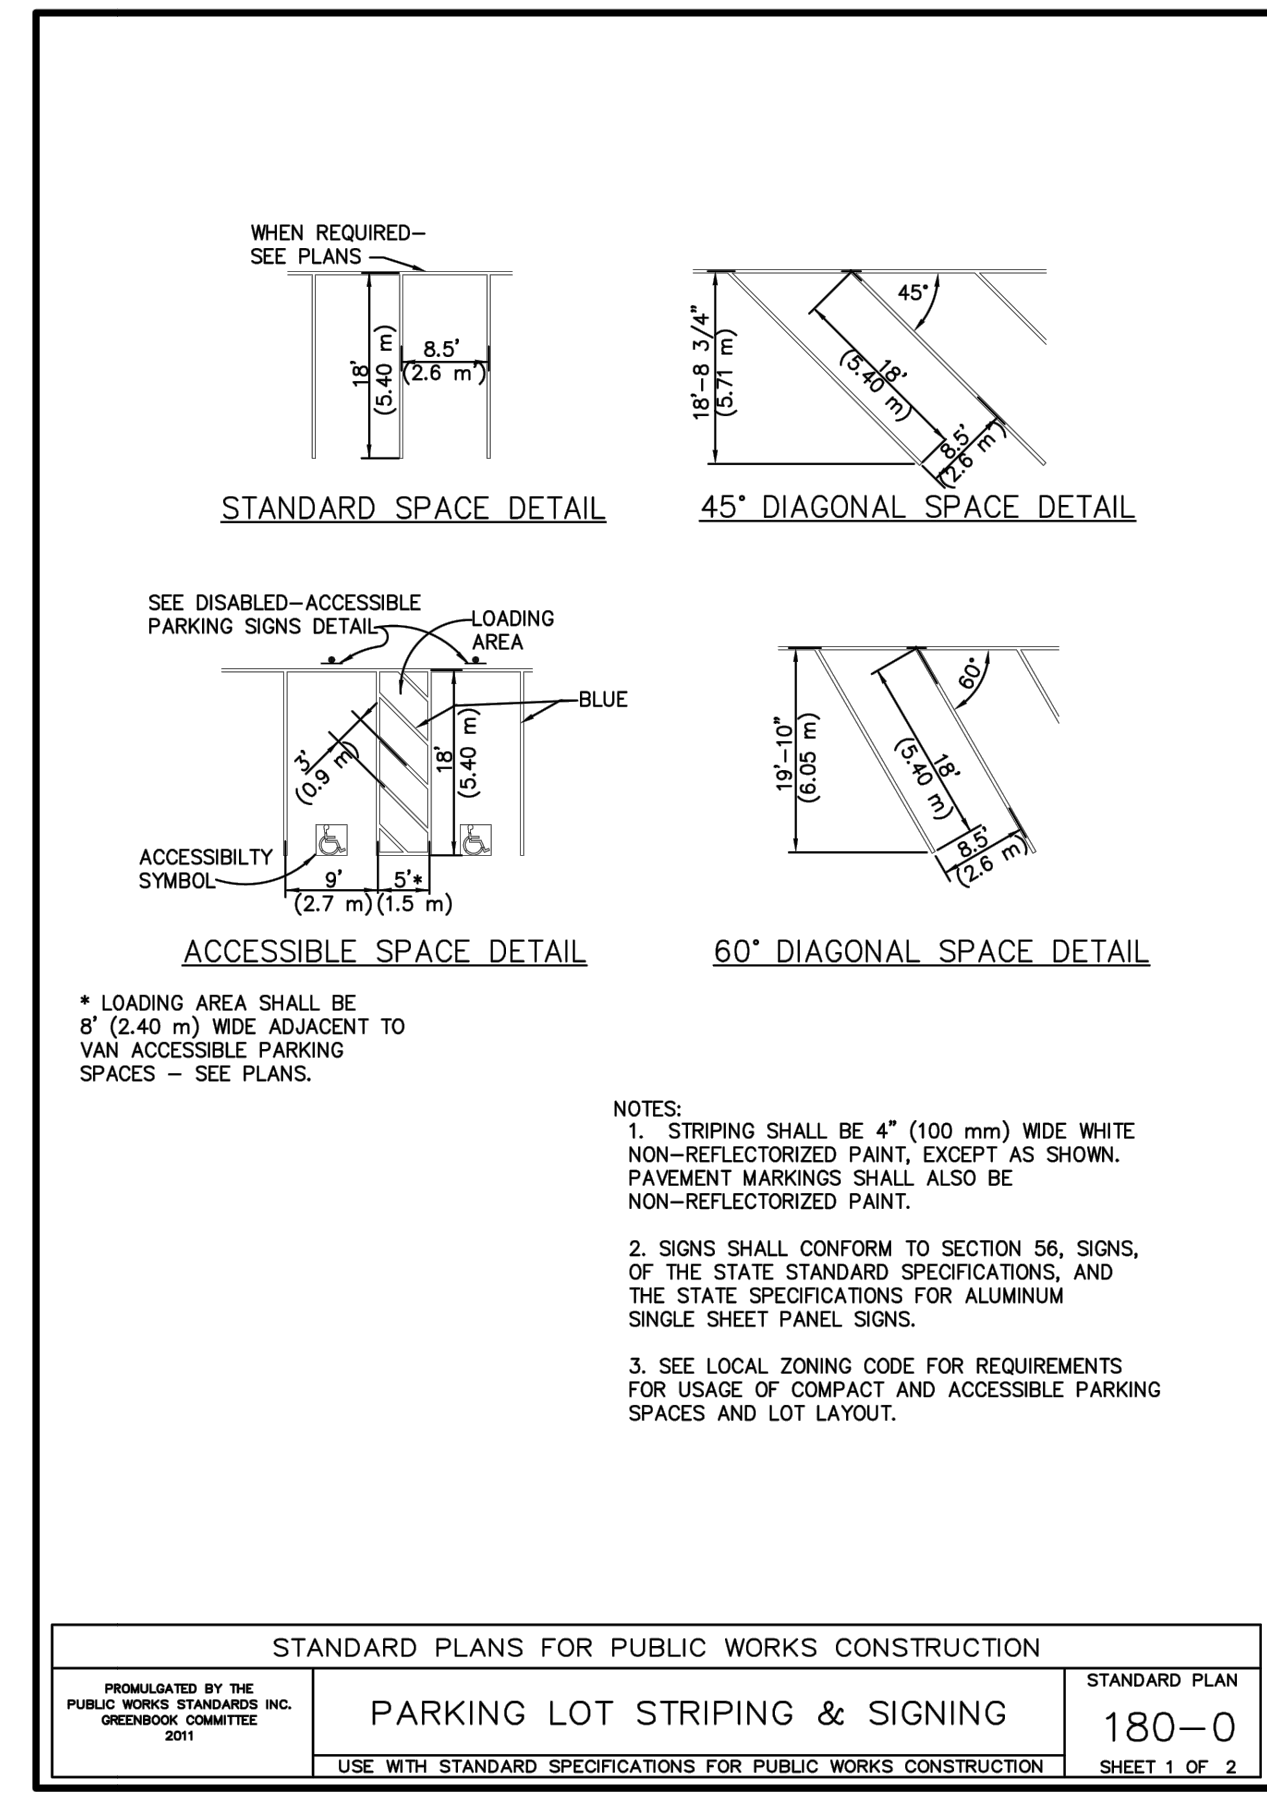 WHEN REQUIRED–
SEE PLANS
18'
(5.40 m)
8.5'
(2.6 m)
STANDARD SPACE DETAIL
18'–8 3/4"
(5.71 m)
45°
18'
(5.40 m)
8.5'
(2.6 m)
45° DIAGONAL SPACE DETAIL
SEE DISABLED–ACCESSIBLE
PARKING SIGNS DETAIL
LOADING
AREA
BLUE
3'
(0.9 m)
18'
(5.40 m)
ACCESSIBILTY
SYMBOL
9'
(2.7 m)
5'*
(1.5 m)
ACCESSIBLE SPACE DETAIL
19'–10"
(6.05 m)
60°
18'
(5.40 m)
8.5'
(2.6 m)
60° DIAGONAL SPACE DETAIL
* LOADING AREA SHALL BE
8' (2.40 m) WIDE ADJACENT TO
VAN ACCESSIBLE PARKING
SPACES – SEE PLANS.
NOTES:
1. STRIPING SHALL BE 4" (100 mm) WIDE WHITE
NON–REFLECTORIZED PAINT, EXCEPT AS SHOWN.
PAVEMENT MARKINGS SHALL ALSO BE
NON–REFLECTORIZED PAINT.
2. SIGNS SHALL CONFORM TO SECTION 56, SIGNS,
OF THE STATE STANDARD SPECIFICATIONS, AND
THE STATE SPECIFICATIONS FOR ALUMINUM
SINGLE SHEET PANEL SIGNS.
3. SEE LOCAL ZONING CODE FOR REQUIREMENTS
FOR USAGE OF COMPACT AND ACCESSIBLE PARKING
SPACES AND LOT LAYOUT.
STANDARD PLANS FOR PUBLIC WORKS CONSTRUCTION
PROMULGATED BY THE
PUBLIC WORKS STANDARDS INC.
GREENBOOK COMMITTEE
2011
PARKING LOT STRIPING & SIGNING
USE WITH STANDARD SPECIFICATIONS FOR PUBLIC WORKS CONSTRUCTION
STANDARD PLAN
180–0
SHEET 1 OF 2